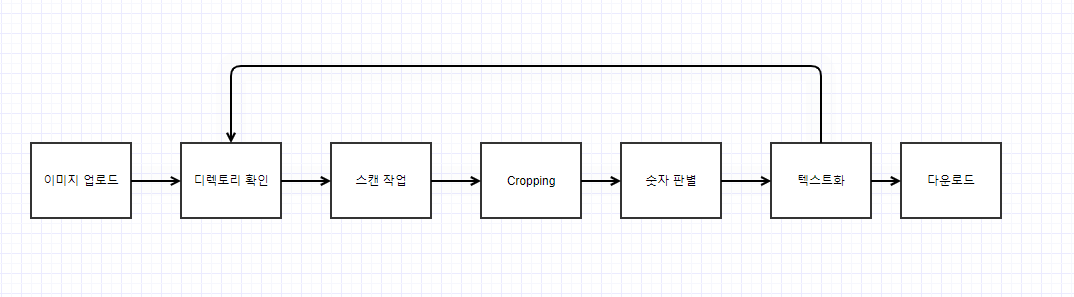 이미지 업로드
디렉토리 확인
스캔 작업
Cropping
숫자 판별
텍스트화
다운로드